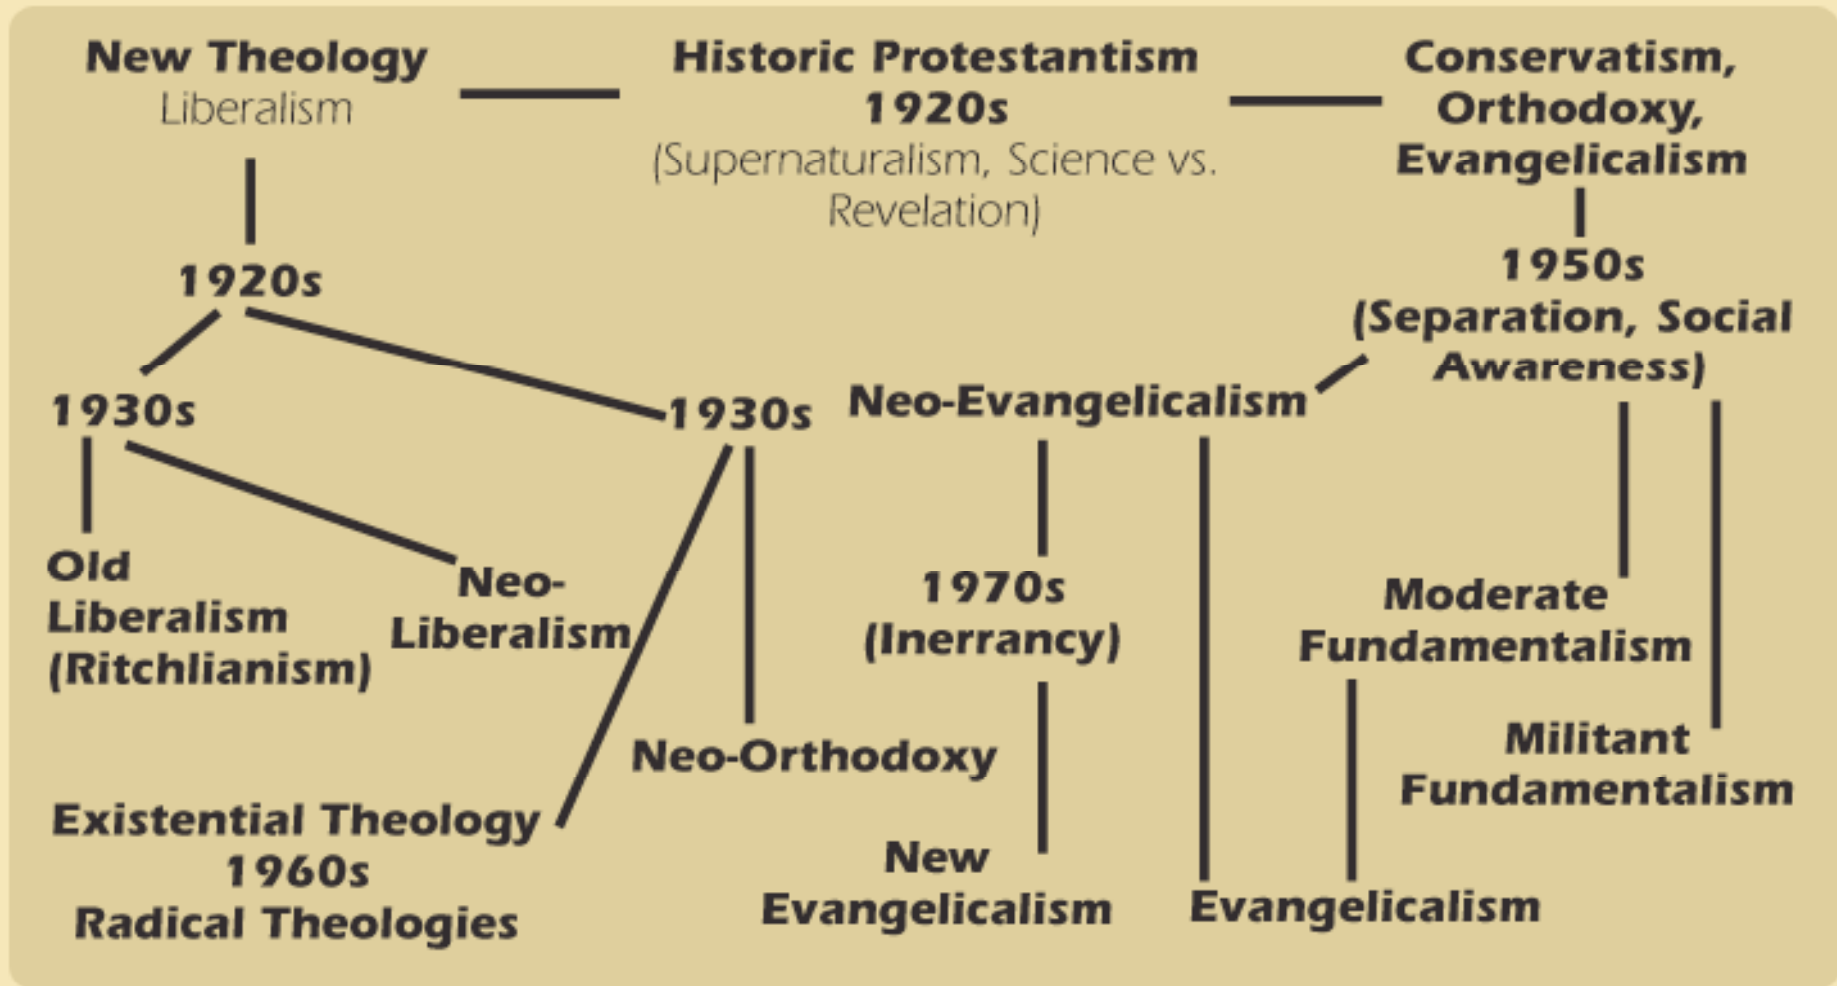 New Theology
Liberalism
Historic Protestantism
1920s
(Supernaturalism, Science vs.
Revelation)
Conservatism,
Orthodoxy,
Evangelicalism
1920s
1950s
(Separation, Social
Awareness)
1930s
1930s
Neo-Evangelicalism
Old
Liberalism
(Ritchlianism)
Neo-
Liberalism
1970s
(Inerrancy)
Moderate
Fundamentalism
Neo-Orthodoxy
Militant
Fundamentalism
Existential Theology
1960s
Radical Theologies
New
Evangelicalism
Evangelicalism